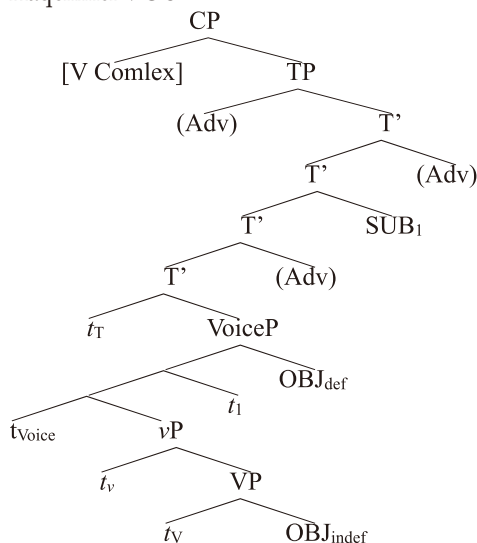 CP
[V Comlex] TP
(Adv) T’
T’ (Adv)
T’ SUB1
T’ (Adv)
tT VoiceP
OBJdef
t1
tVoice vP
tv VP
tV OBJindef